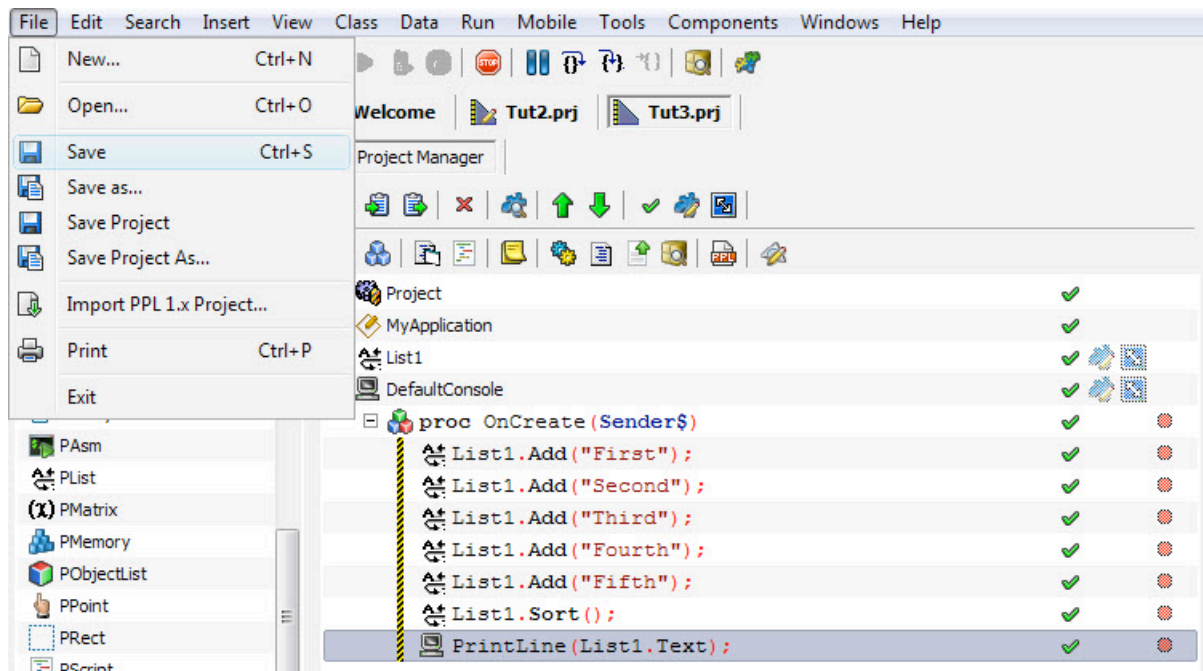 File Edit Search Insert View Class Data Run Mobile Tools Components Windows Help
New... Ctrl+N
Open... Ctrl+O
Save Ctrl+S
Save as...
Save Project
Save Project As...
Import PPL 1.x Project...
Print Ctrl+P
Exit
PAsm
PList
(χ) PMatrix
PMemory
PObjectList
PPoint
PRect
PScript
STOP
Welcome Tut2.prj Tut3.prj
Project Manager
PPL
Project
MyApplication
List1
DefaultConsole
proc OnCreate(Sender$)
List1.Add("First");
List1.Add("Second");
List1.Add("Third");
List1.Add("Fourth");
List1.Add("Fifth");
List1.Sort();
PrintLine(List1.Text);